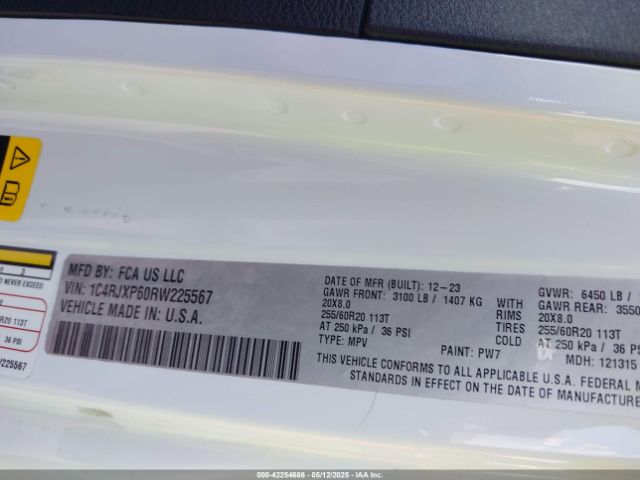 MFD BY: FCA US LLC
VIN: 1C4RJXP60RW225567
VEHICLE MADE IN: U.S.A.
DATE OF MFR (BUILT): 12-23
GAWR FRONT: 3100 LB / 1407 KG WITH
20X8.0 RIMS
255/60R20 113T TIRES
AT 250 kPa / 36 PSI COLD
TYPE: MPV PAINT: PW7
GVWR: 6450 LB /
GAWR REAR: 3550
20X8.0
255/60R20 113T
AT 250 kPa / 36 PS
MDH: 121315
THIS VEHICLE CONFORMS TO ALL APPLICABLE U.S.A. FEDERAL M
STANDARDS IN EFFECT ON THE DATE OF MANUFACTURE
3
D NEVER EXCEED
R20 113T
36 PSI
W225567
000-42254686 - 05/12/2025 - IAA Inc.